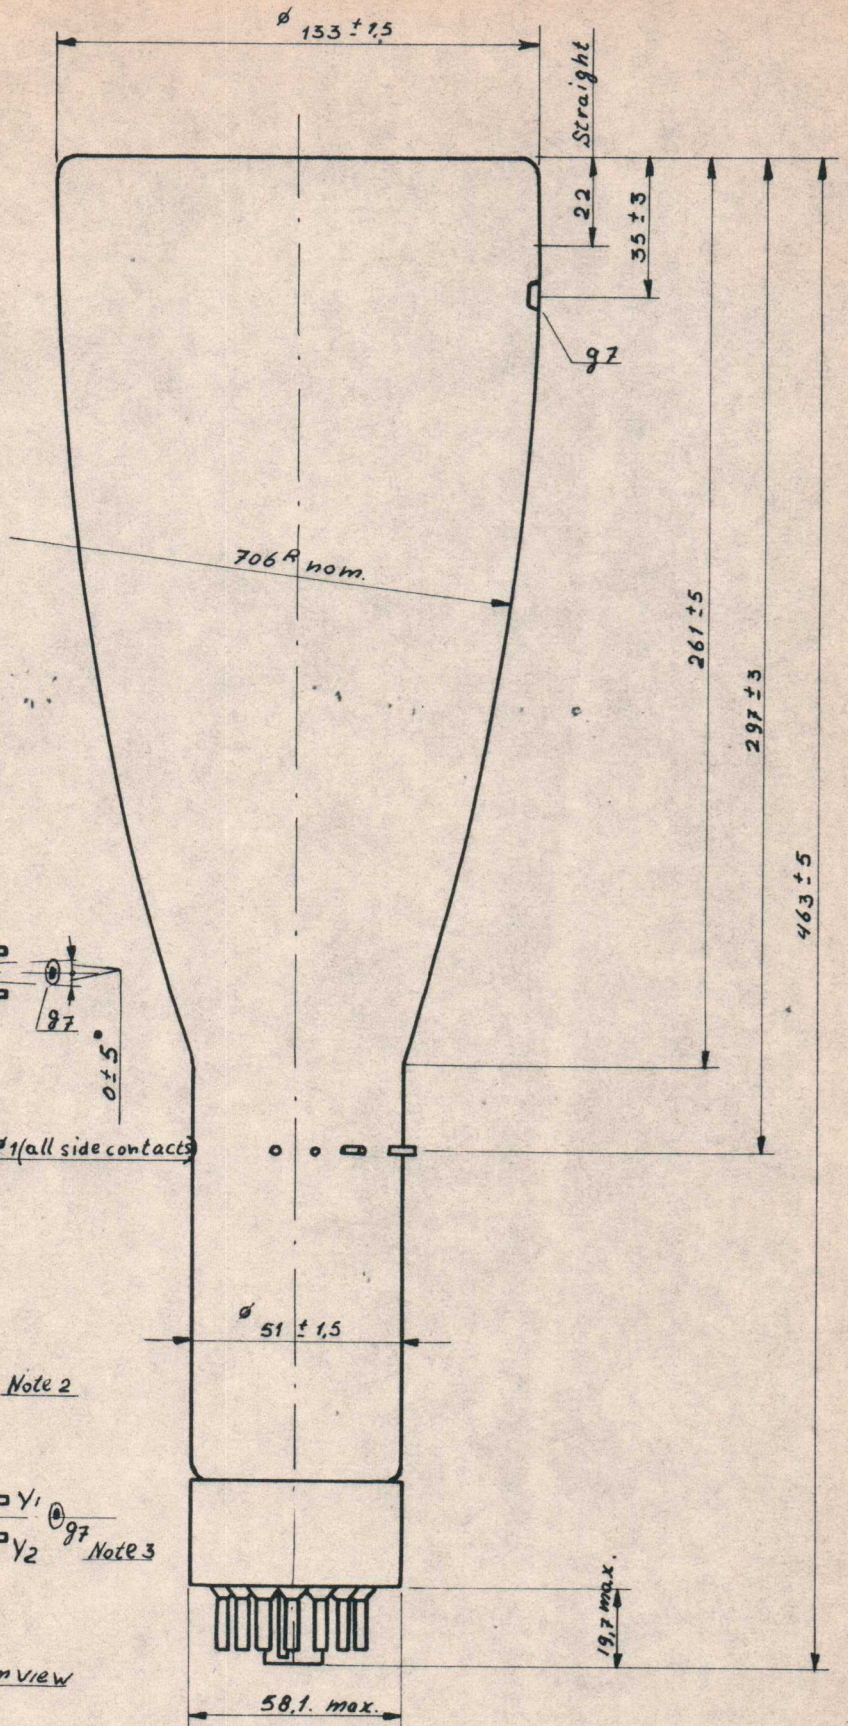 ø 133 ± 1,5
Straight
22
35 ± 3
g7
706 R nom.
261 ± 5
297 ± 3
463 ± 5
g7
0 ± 5°
ø 1 (all side contacts)
ø 51 ± 1,5
Note 2
Y1
g7
Y2
Note 3
19,7 max.
view
58,1. max.